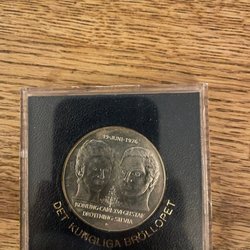 19 JUNI 1976
KONUNG CARL XVI GUSTAF
DROTTNING SILVIA
DET KUNGLIGA BRÖLLOPET